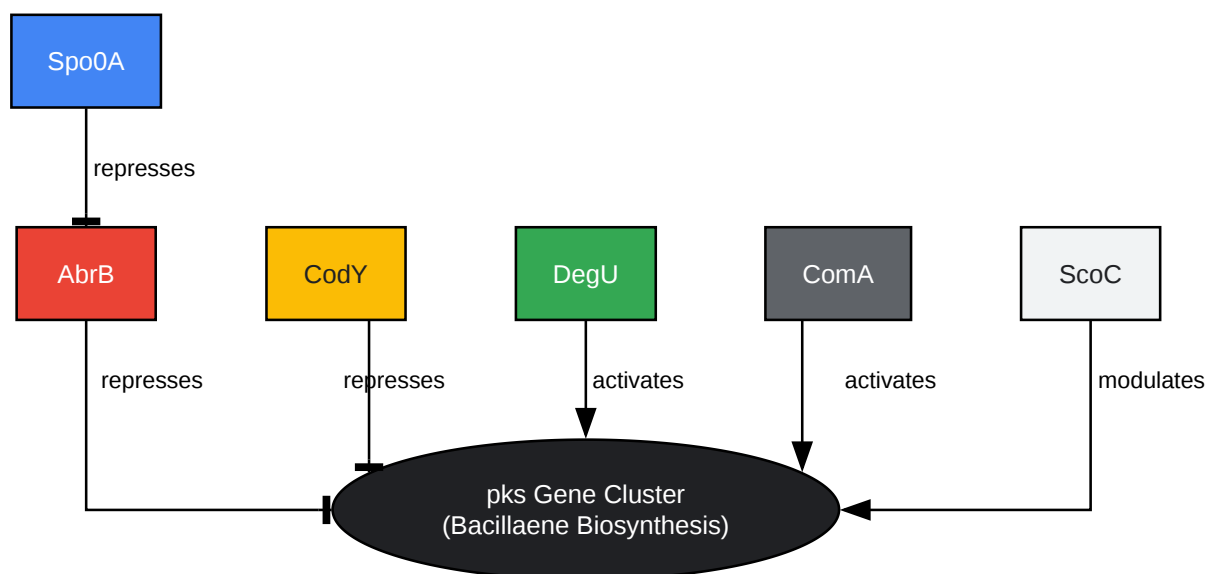 Spo0A
represses
AbrB
CodY
DegU
ComA
ScoC
represses
represses
activates
activates
modulates
pks Gene Cluster
(Bacillaene Biosynthesis)